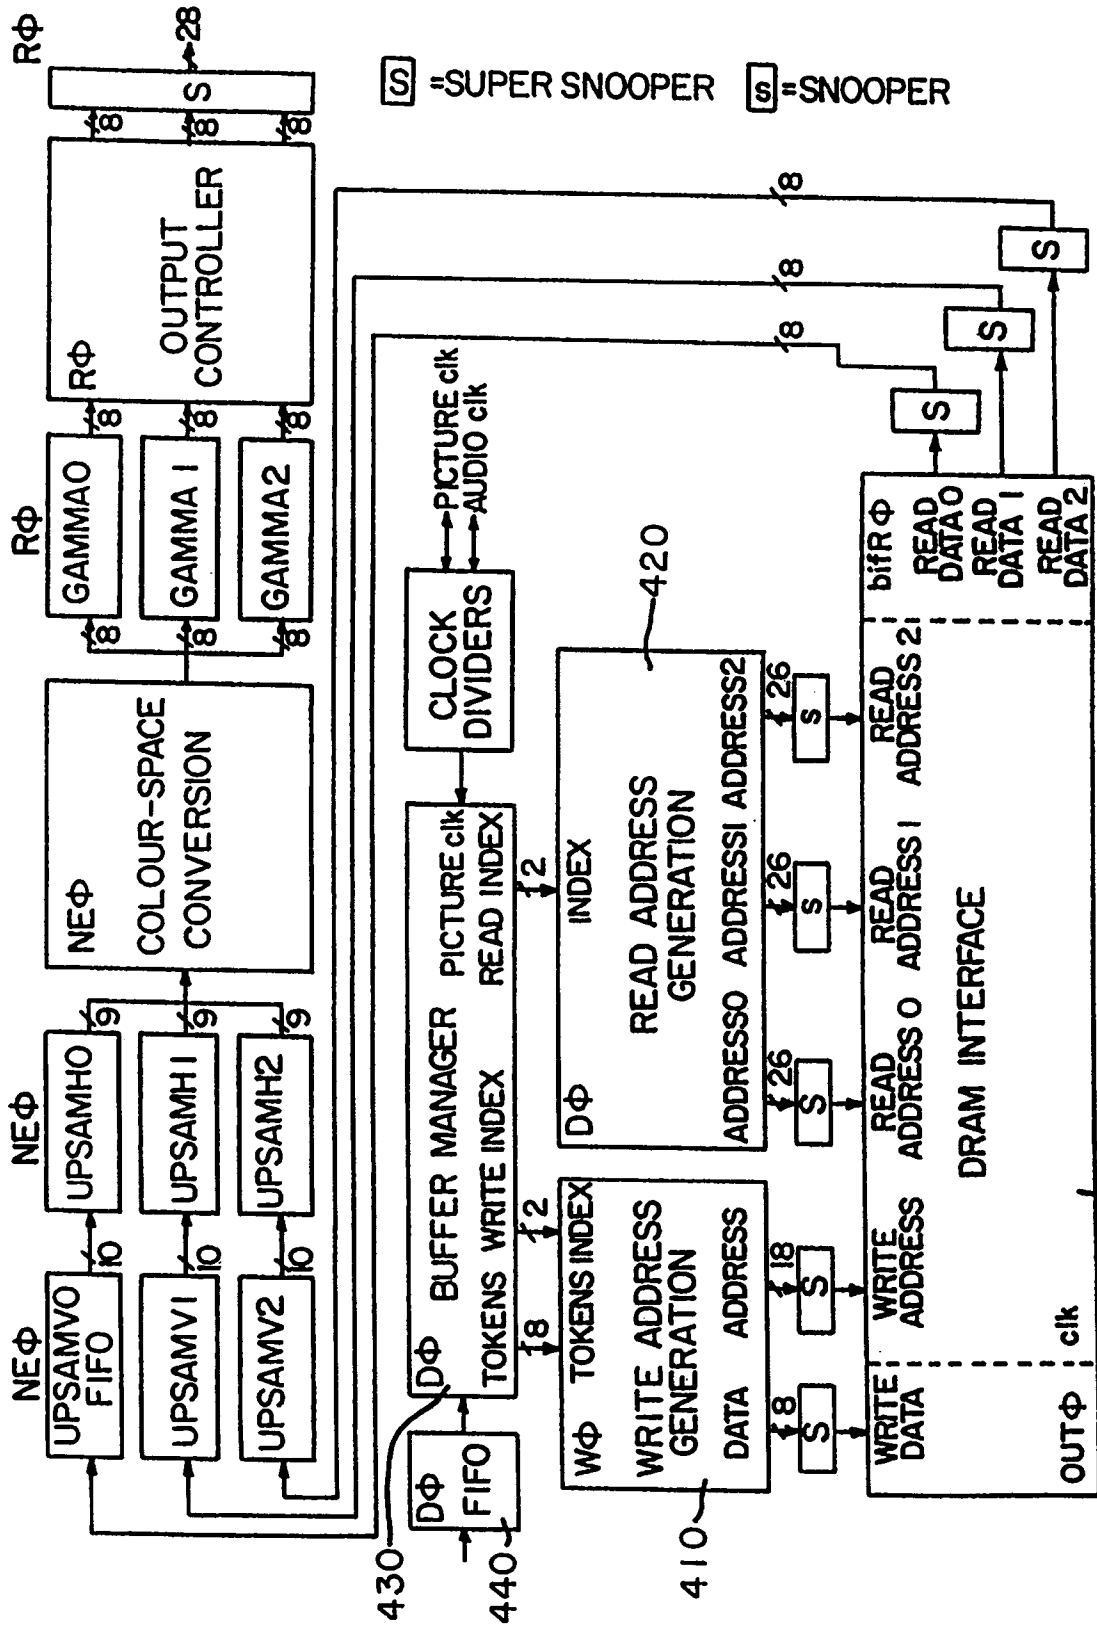 NEΦ
NEΦ
RΦ
RΦ
UPSAMV0
FIFO
10
UPSAMH0
9
NEΦ
COLOUR-SPACE
CONVERSION
8
GAMMA0
8
RΦ
OUTPUT
CONTROLLER
8
S
28
UPSAMV1
10
UPSAMH1
9
8
GAMMA 1
8
8
UPSAMV2
10
UPSAMH2
9
8
GAMMA2
8
8
430
440
DΦ
FIFO
DΦ
BUFFER MANAGER
PICTURE clk
TOKENS WRITE INDEX
READ INDEX
CLOCK
DIVIDERS
PICTURE clk
AUDIO clk
S =SUPER SNOOPER
s =SNOOPER
8
2
2
410
WΦ
TOKENS INDEX
WRITE ADDRESS
GENERATION
DATA
ADDRESS
DΦ
INDEX
READ ADDRESS
GENERATION
ADDRESS0
ADDRESS1
ADDRESS2
420
8
18
26
26
26
S
S
S
s
s
8
8
8
WRITE
DATA
WRITE
ADDRESS
READ
ADDRESS 0
READ
ADDRESS 1
READ
ADDRESS 2
bifRΦ
READ
DATA 0
READ
DATA 1
READ
DATA 2
S
S
S
DRAM INTERFACE
OUTΦ
clk